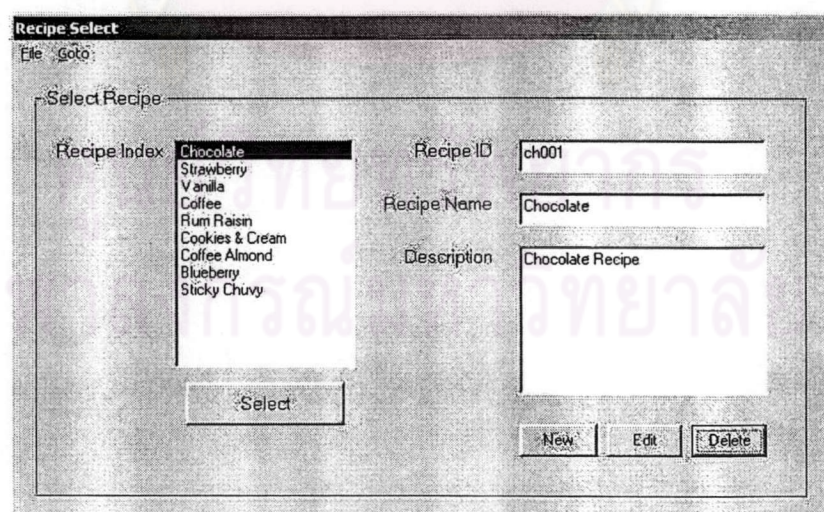 Recipe Select
File Goto
Select Recipe
Recipe Index
Chocolate
Strawberry
Vanilla
Coffee
Rum Raisin
Cookies & Cream
Coffee Almond
Blueberry
Sticky Chuvy
Select
Recipe ID
ch001
Recipe Name
Chocolate
Description
Chocolate Recipe
New Edit Delete